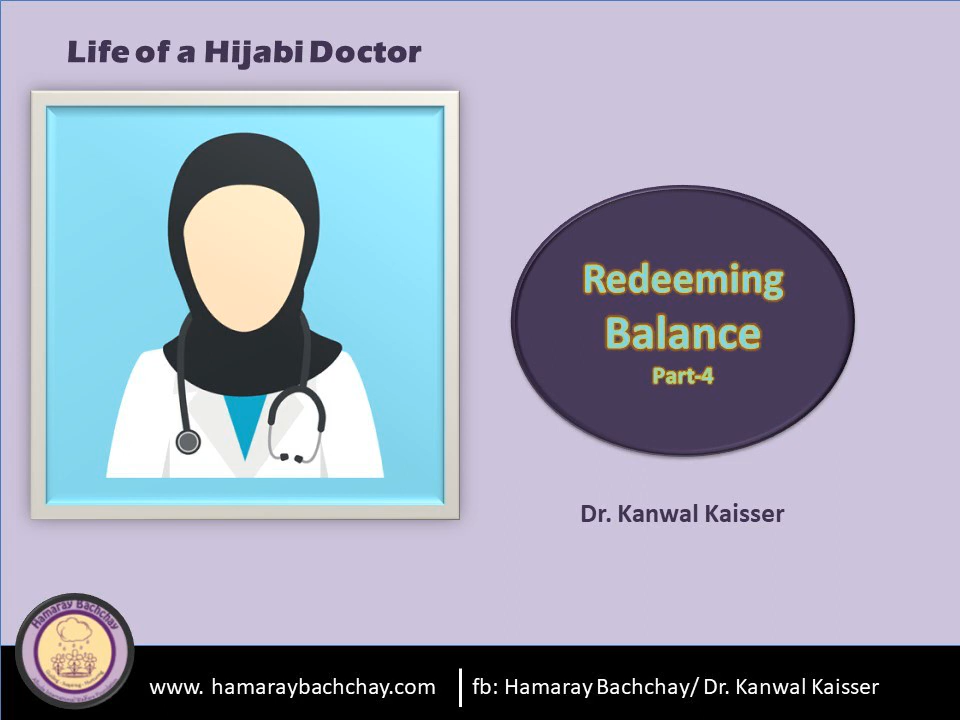 Life of a Hijabi Doctor
Redeeming
Balance
Part-4
Dr. Kanwal Kaisser
Hamaray Bachchay
www. hamaraybachchay.com
fb: Hamaray Bachchay/ Dr. Kanwal Kaisser